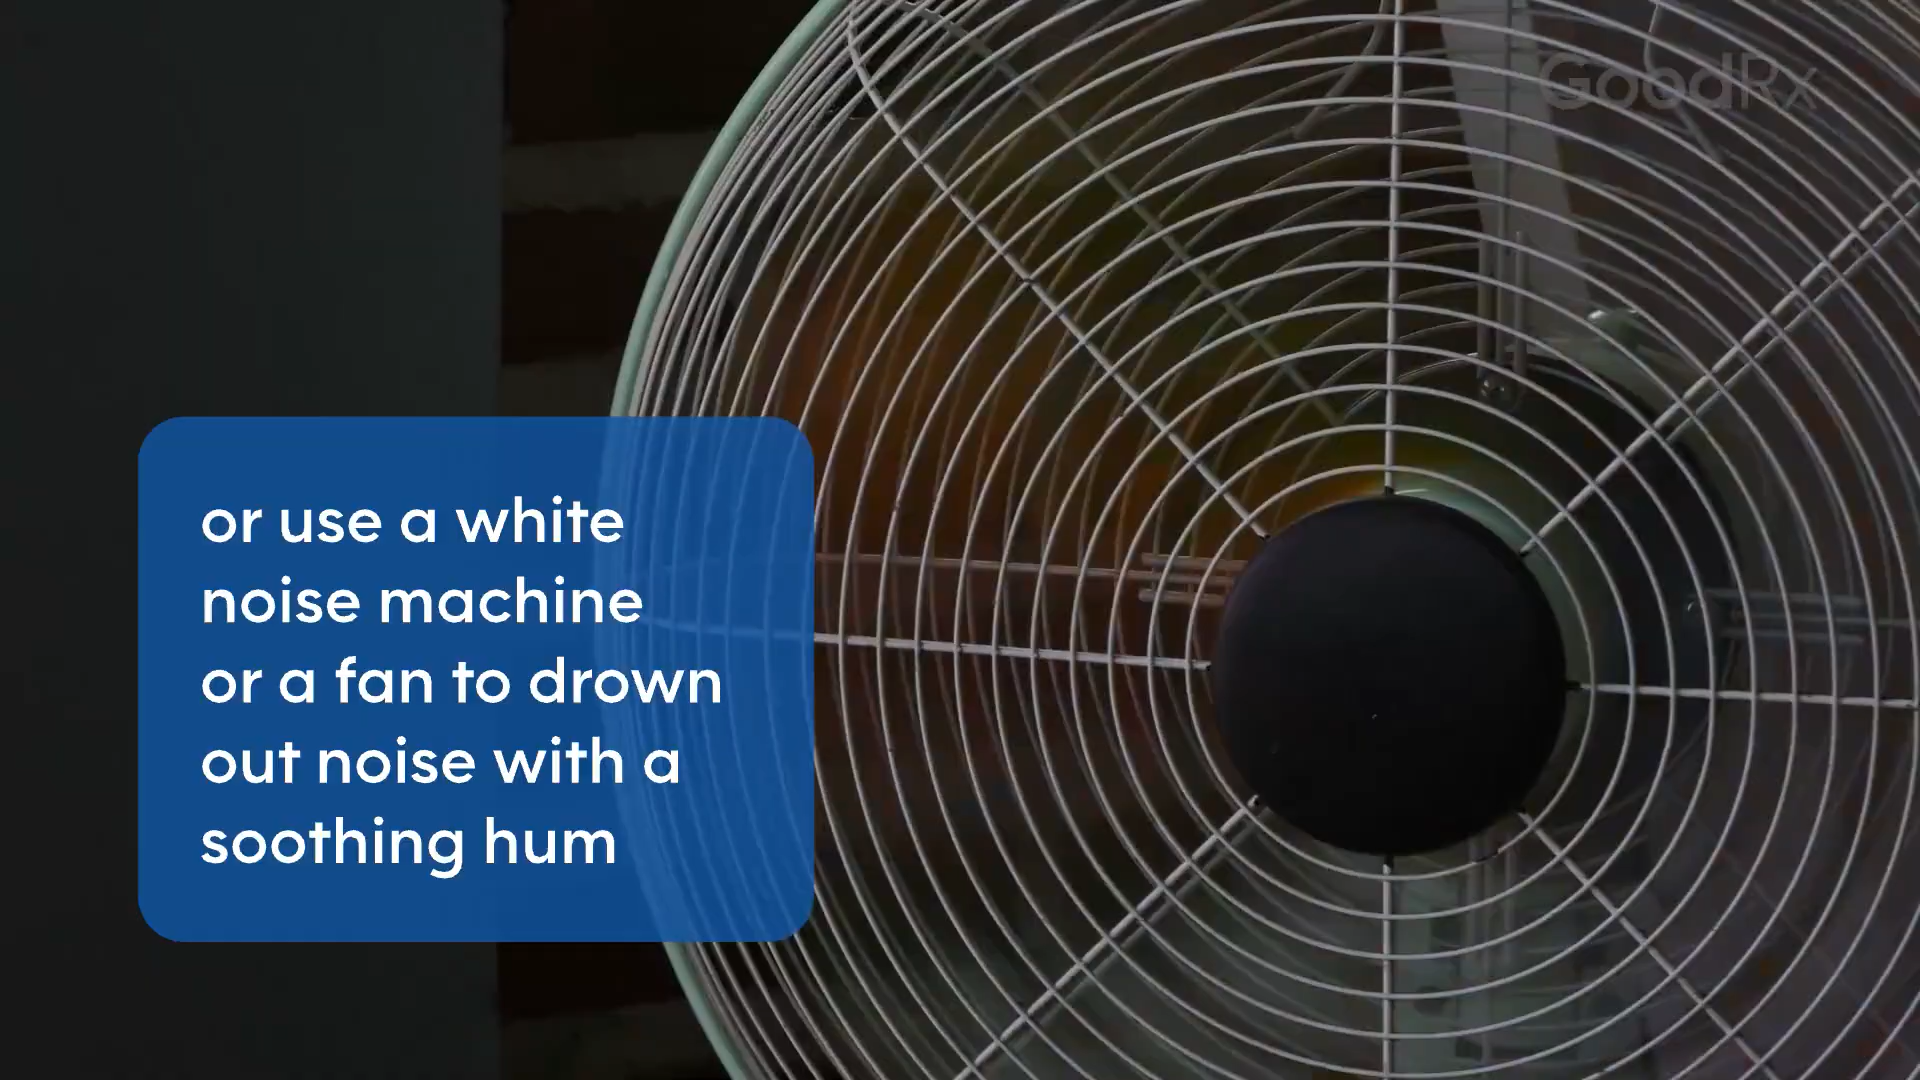 GoodRx
or use a white
noise machine
or a fan to drown
out noise with a
soothing hum